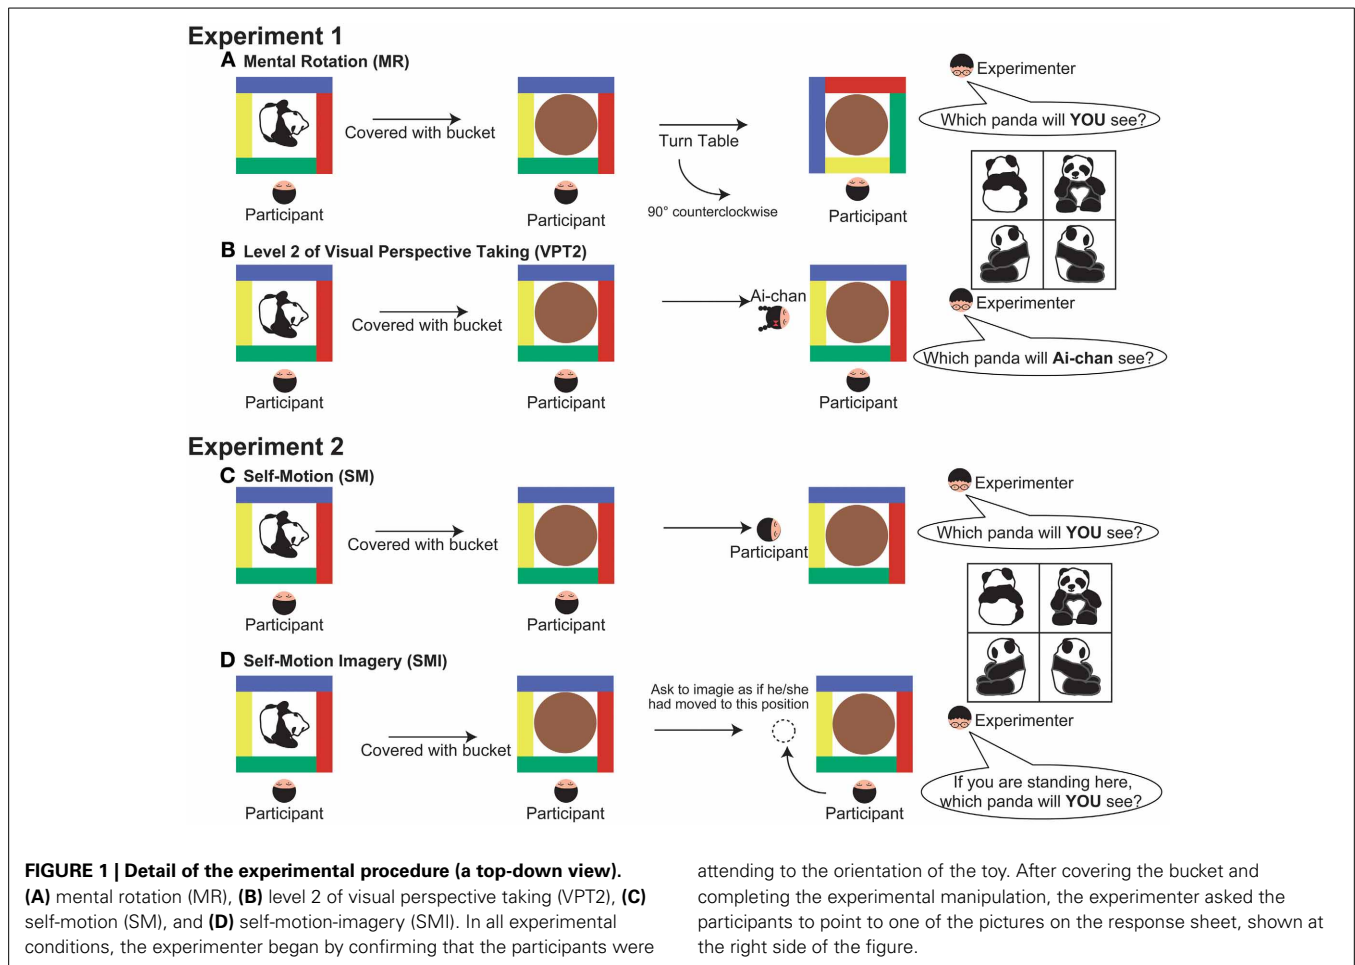 Experiment 1
A Mental Rotation (MR)
Covered with bucket
Turn Table
90° counterclockwise
Participant
Participant
Participant
Experimenter
Which panda will YOU see?
B Level 2 of Visual Perspective Taking (VPT2)
Covered with bucket
Ai-chan
Participant
Participant
Participant
Experimenter
Which panda will Ai-chan see?
Experiment 2
C Self-Motion (SM)
Covered with bucket
Participant
Participant
Participant
Experimenter
Which panda will YOU see?
D Self-Motion Imagery (SMI)
Covered with bucket
Ask to imagie as if he/she
had moved to this position
Participant
Participant
Participant
Experimenter
If you are standing here,
which panda will YOU see?
FIGURE 1 | Detail of the experimental procedure (a top-down view).
(A) mental rotation (MR), (B) level 2 of visual perspective taking (VPT2), (C)
self-motion (SM), and (D) self-motion-imagery (SMI). In all experimental
conditions, the experimenter began by confirming that the participants were
attending to the orientation of the toy. After covering the bucket and
completing the experimental manipulation, the experimenter asked the
participants to point to one of the pictures on the response sheet, shown at
the right side of the figure.